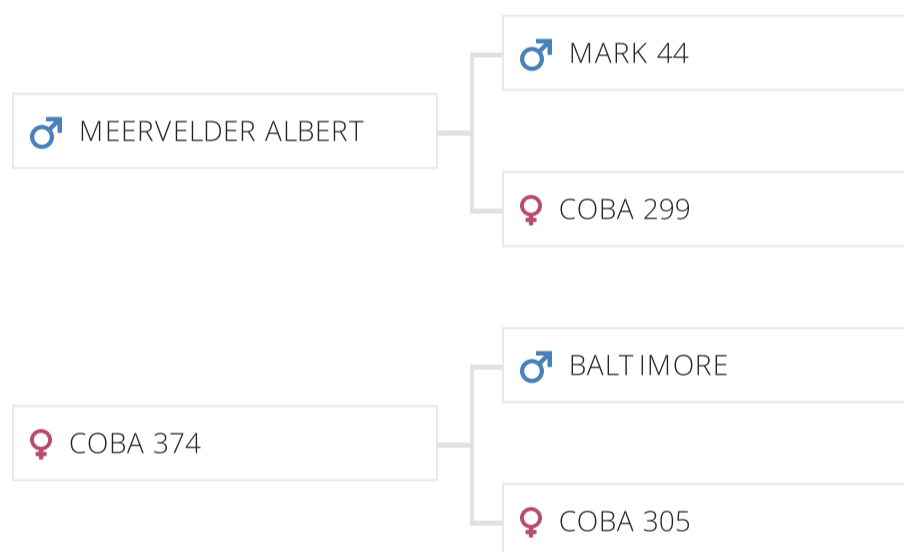 MARK 44
MEERVELDER ALBERT
COBA 299
BALTIMORE
COBA 374
COBA 305